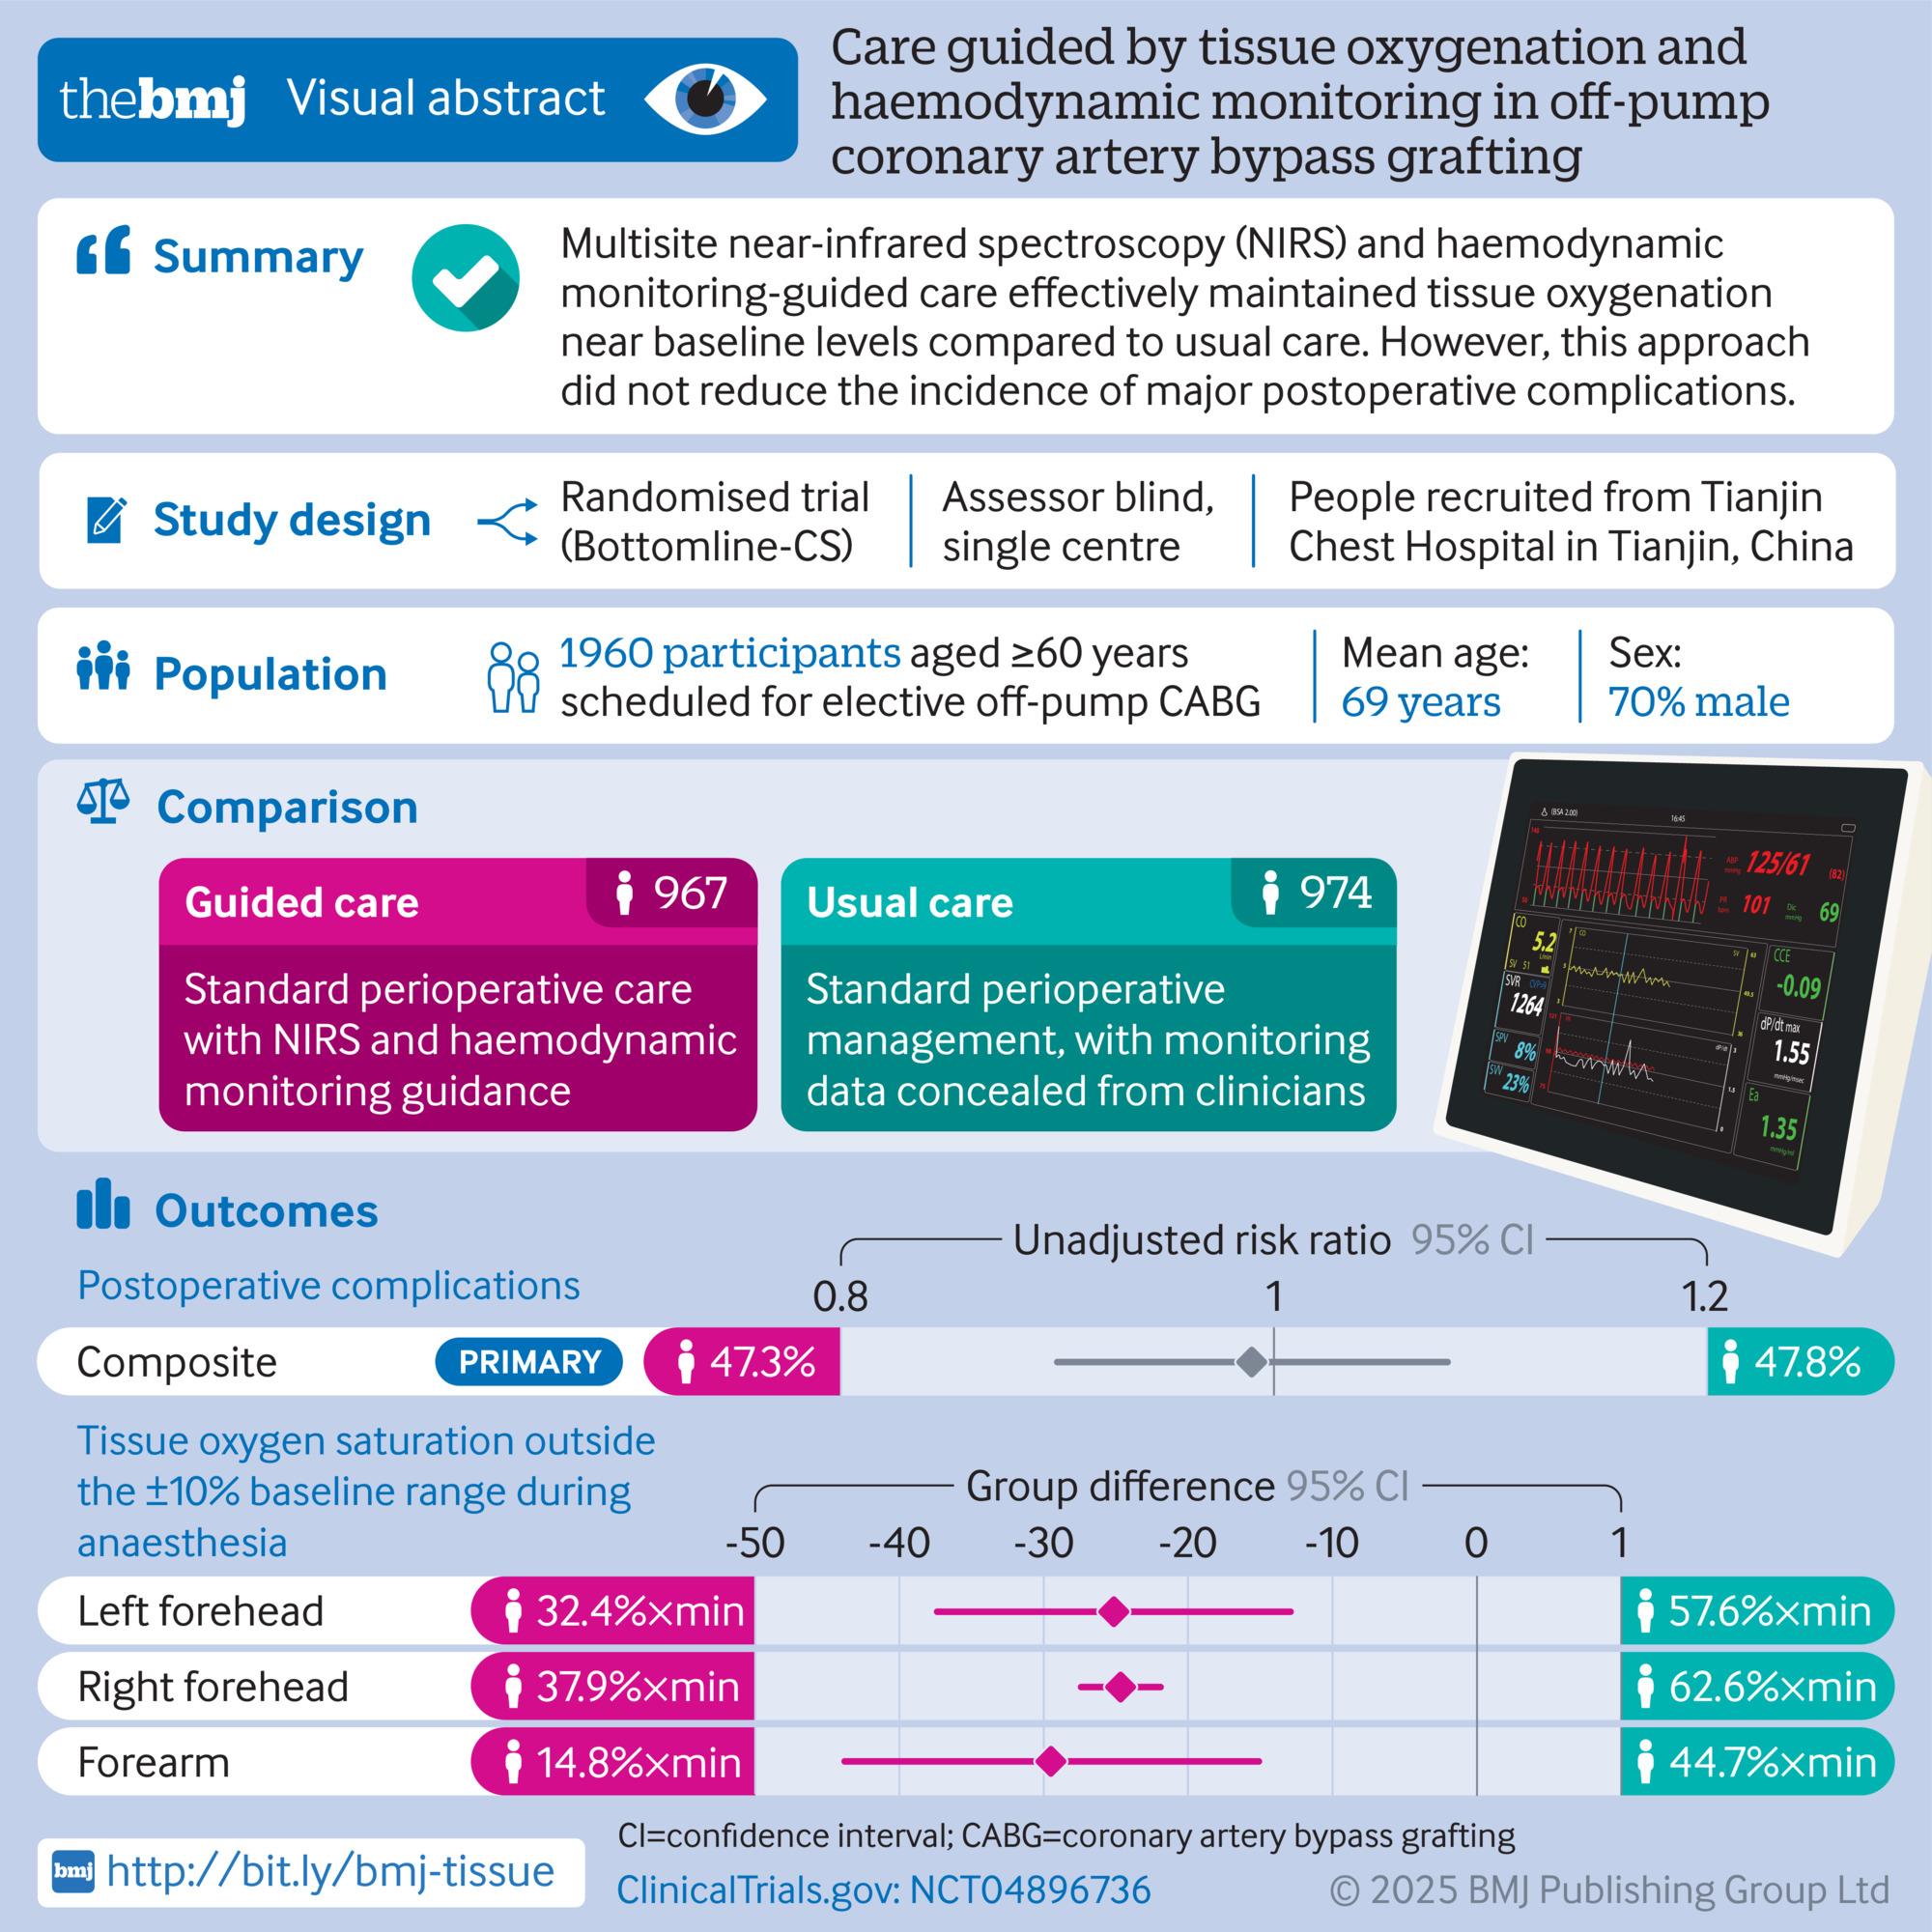 thebmj Visual abstract
Care guided by tissue oxygenation and
haemodynamic monitoring in off-pump
coronary artery bypass grafting
Summary
Multisite near-infrared spectroscopy (NIRS) and haemodynamic
monitoring-guided care effectively maintained tissue oxygenation
near baseline levels compared to usual care. However, this approach
did not reduce the incidence of major postoperative complications.
Study design
Randomised trial
(Bottomline-CS)
Assessor blind,
single centre
People recruited from Tianjin
Chest Hospital in Tianjin, China
Population
1960 participants aged ≥60 years
scheduled for elective off-pump CABG
Mean age:
69 years
Sex:
70% male
Comparison
Guided care 967
Standard perioperative care
with NIRS and haemodynamic
monitoring guidance
Usual care 974
Standard perioperative
management, with monitoring
data concealed from clinicians
(BSA 2.00) 16:45
ABP 125/61 (82)
101
69
CO
5.2
SV 51
SVR
1264
SPV
8%
SVV
23%
CCE
-0.09
dP/dt max
1.55
mmHg/msec
Ea
1.35
Outcomes
Unadjusted risk ratio 95% CI
Postoperative complications
0.8 1 1.2
Composite PRIMARY 47.3% 47.8%
Tissue oxygen saturation outside
the ±10% baseline range during
anaesthesia
Group difference 95% CI
-50 -40 -30 -20 -10 0 1
Left forehead 32.4%×min 57.6%×min
Right forehead 37.9%×min 62.6%×min
Forearm 14.8%×min 44.7%×min
CI=confidence interval; CABG=coronary artery bypass grafting
bmj http://bit.ly/bmj-tissue
ClinicalTrials.gov: NCT04896736
© 2025 BMJ Publishing Group Ltd